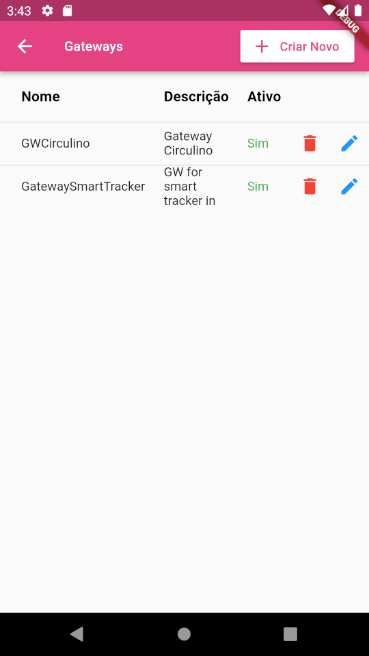 3:43
DEBUG
Gateways
Criar Novo
Nome Descrição Ativo
GWCirculino
Gateway
Circulino
Sim
GatewaySmartTracker
GW for
smart
tracker in
Sim